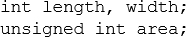 int length, width;
unsigned int area;